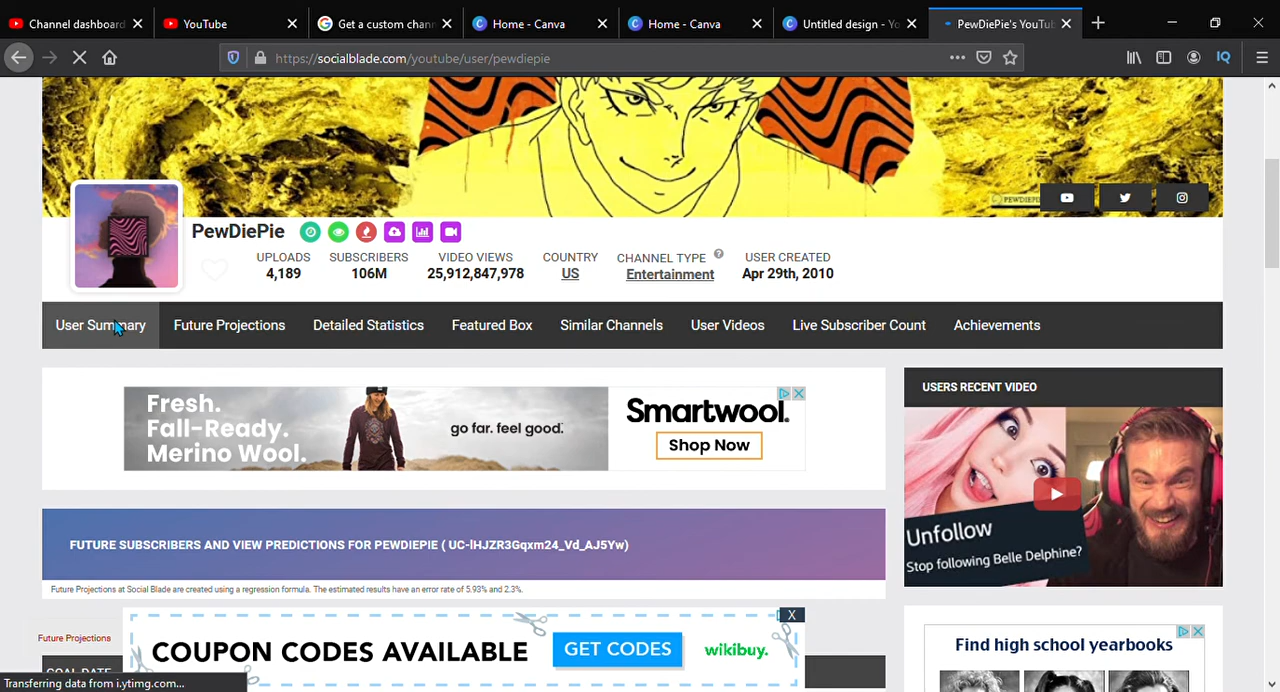 Channel dashboard
YouTube
Get a custom chan
Home - Canva
Home - Canva
Untitled design - Yo
PewDiePie's YouTub
https://socialblade.com/youtube/user/pewdiepie
IQ
PEWDIEPIE
PewDiePie
UPLOADS
4,189
SUBSCRIBERS
106M
VIDEO VIEWS
25,912,847,978
COUNTRY
US
CHANNEL TYPE
Entertainment
USER CREATED
Apr 29th, 2010
User Summary
Future Projections
Detailed Statistics
Featured Box
Similar Channels
User Videos
Live Subscriber Count
Achievements
Fresh.
Fall-Ready.
Merino Wool.
go far. feel good.
Smartwool.
Shop Now
USERS RECENT VIDEO
Unfollow
Stop following Belle Delphine?
FUTURE SUBSCRIBERS AND VIEW PREDICTIONS FOR PEWDIEPIE ( UC-lHJZR3Gqxm24_Vd_AJ5Yw)
Future Projections at Social Blade are created using a regression formula. The estimated results have an error rate of 5.93% and 2.3%.
Future Projections
GOAL DATE
COUPON CODES AVAILABLE
GET CODES
wikibuy.
X
Find high school yearbooks
Transferring data from i.ytimg.com...